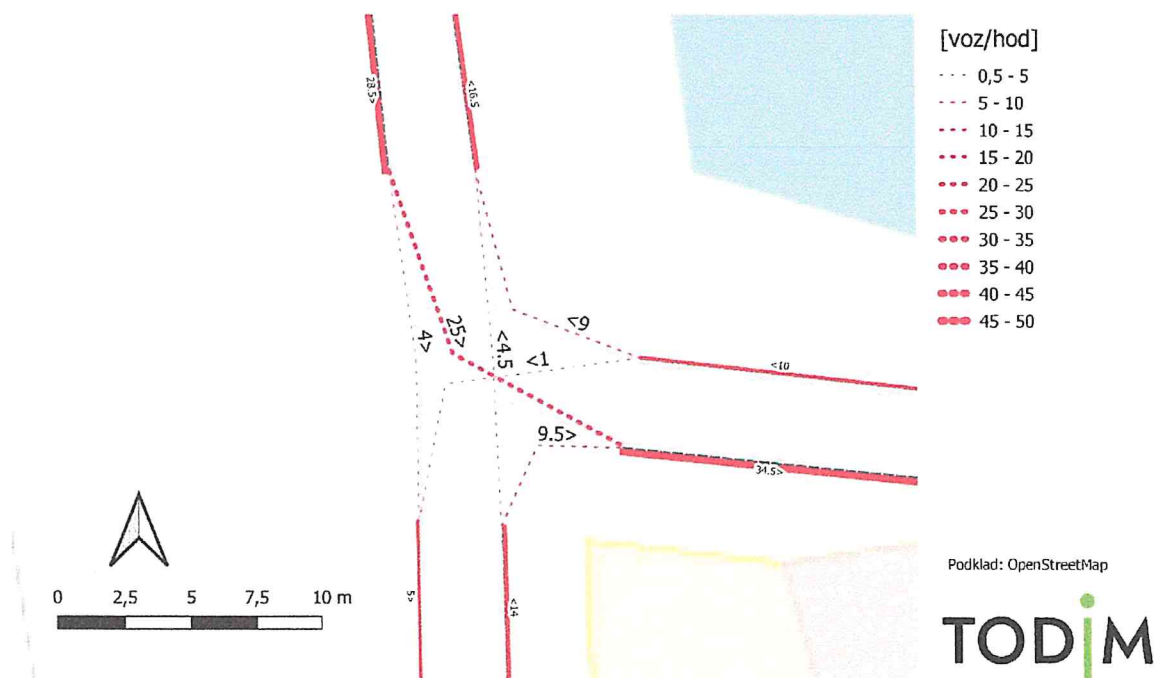 28.5>
<16.5
[voz/hod]
0,5 - 5
5 - 10
10 - 15
15 - 20
20 - 25
25 - 30
30 - 35
35 - 40
40 - 45
45 - 50
4>
25>
<4.5
<9
<1
<10
9.5>
34.5>
5>
<14
0 2,5 5 7,5 10 m
Podklad: OpenStreetMap
TODiM